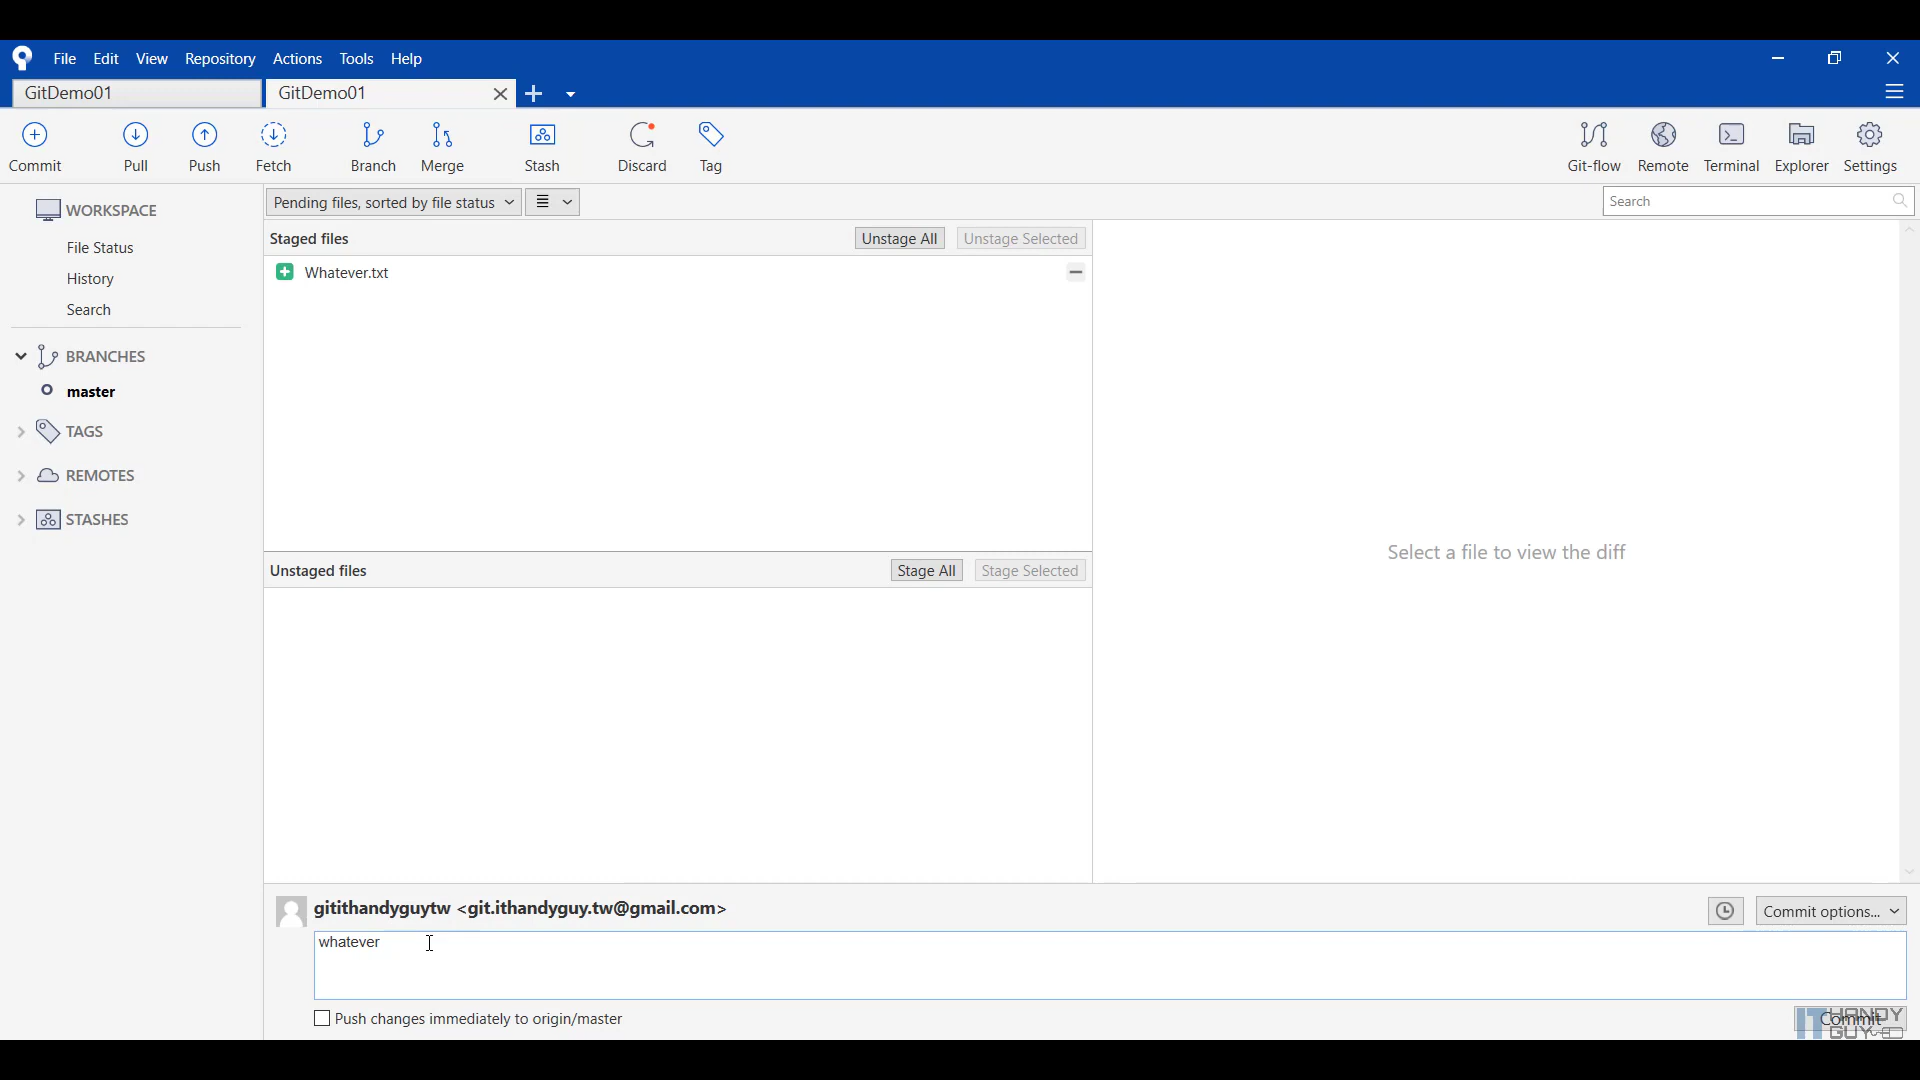 File Edit View Repository Actions Tools Help
GitDemo01 GitDemo01
Commit Pull Push Fetch Branch Merge Stash Discard Tag Git-flow Remote Terminal Explorer Settings
WORKSPACE
File Status
History
Search
BRANCHES
master
TAGS
REMOTES
STASHES
Pending files, sorted by file status
Search
Staged files Unstage All Unstage Selected
Whatever.txt
Select a file to view the diff
Unstaged files Stage All Stage Selected
gitithandyguytw <git.ithandyguy.tw@gmail.com>
Commit options...
whatever
Push changes immediately to origin/master
Commit
IT HANDY GUY